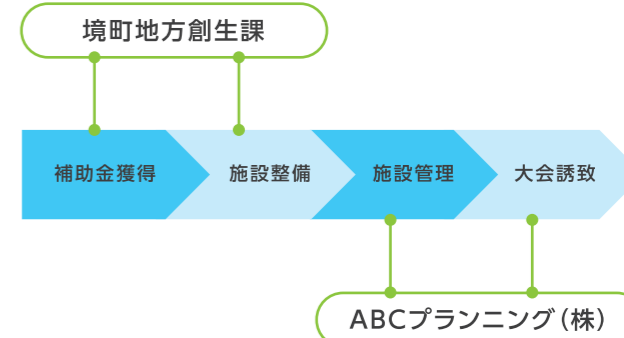 境町地方創生課
補助金獲得
施設整備
施設管理
大会誘致
ABCプランニング(株)